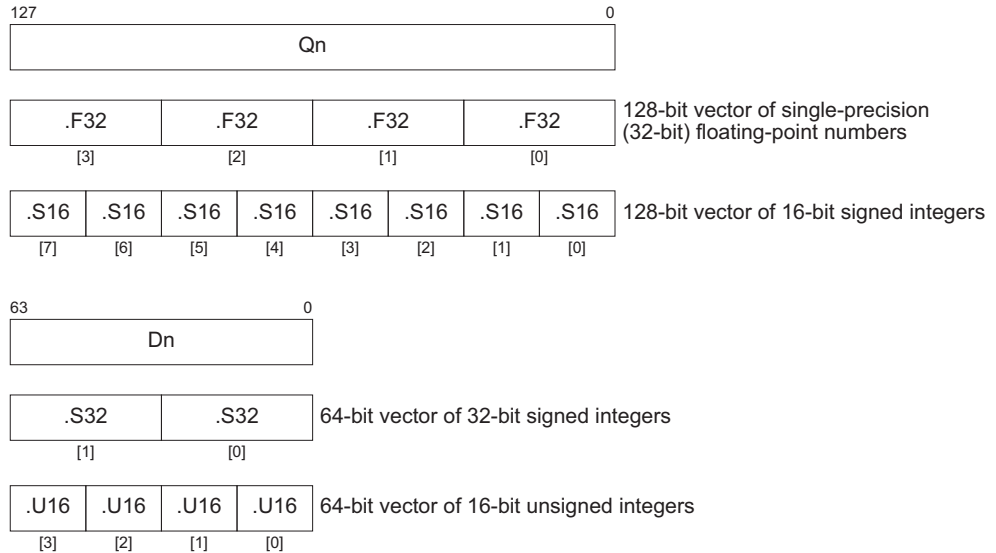 127 0
Qn
.F32 .F32 .F32 .F32
128-bit vector of single-precision
(32-bit) floating-point numbers
[3] [2] [1] [0]
.S16 .S16 .S16 .S16 .S16 .S16 .S16 .S16 128-bit vector of 16-bit signed integers
[7] [6] [5] [4] [3] [2] [1] [0]
63 0
Dn
.S32 .S32 64-bit vector of 32-bit signed integers
[1] [0]
.U16 .U16 .U16 .U16 64-bit vector of 16-bit unsigned integers
[3] [2] [1] [0]